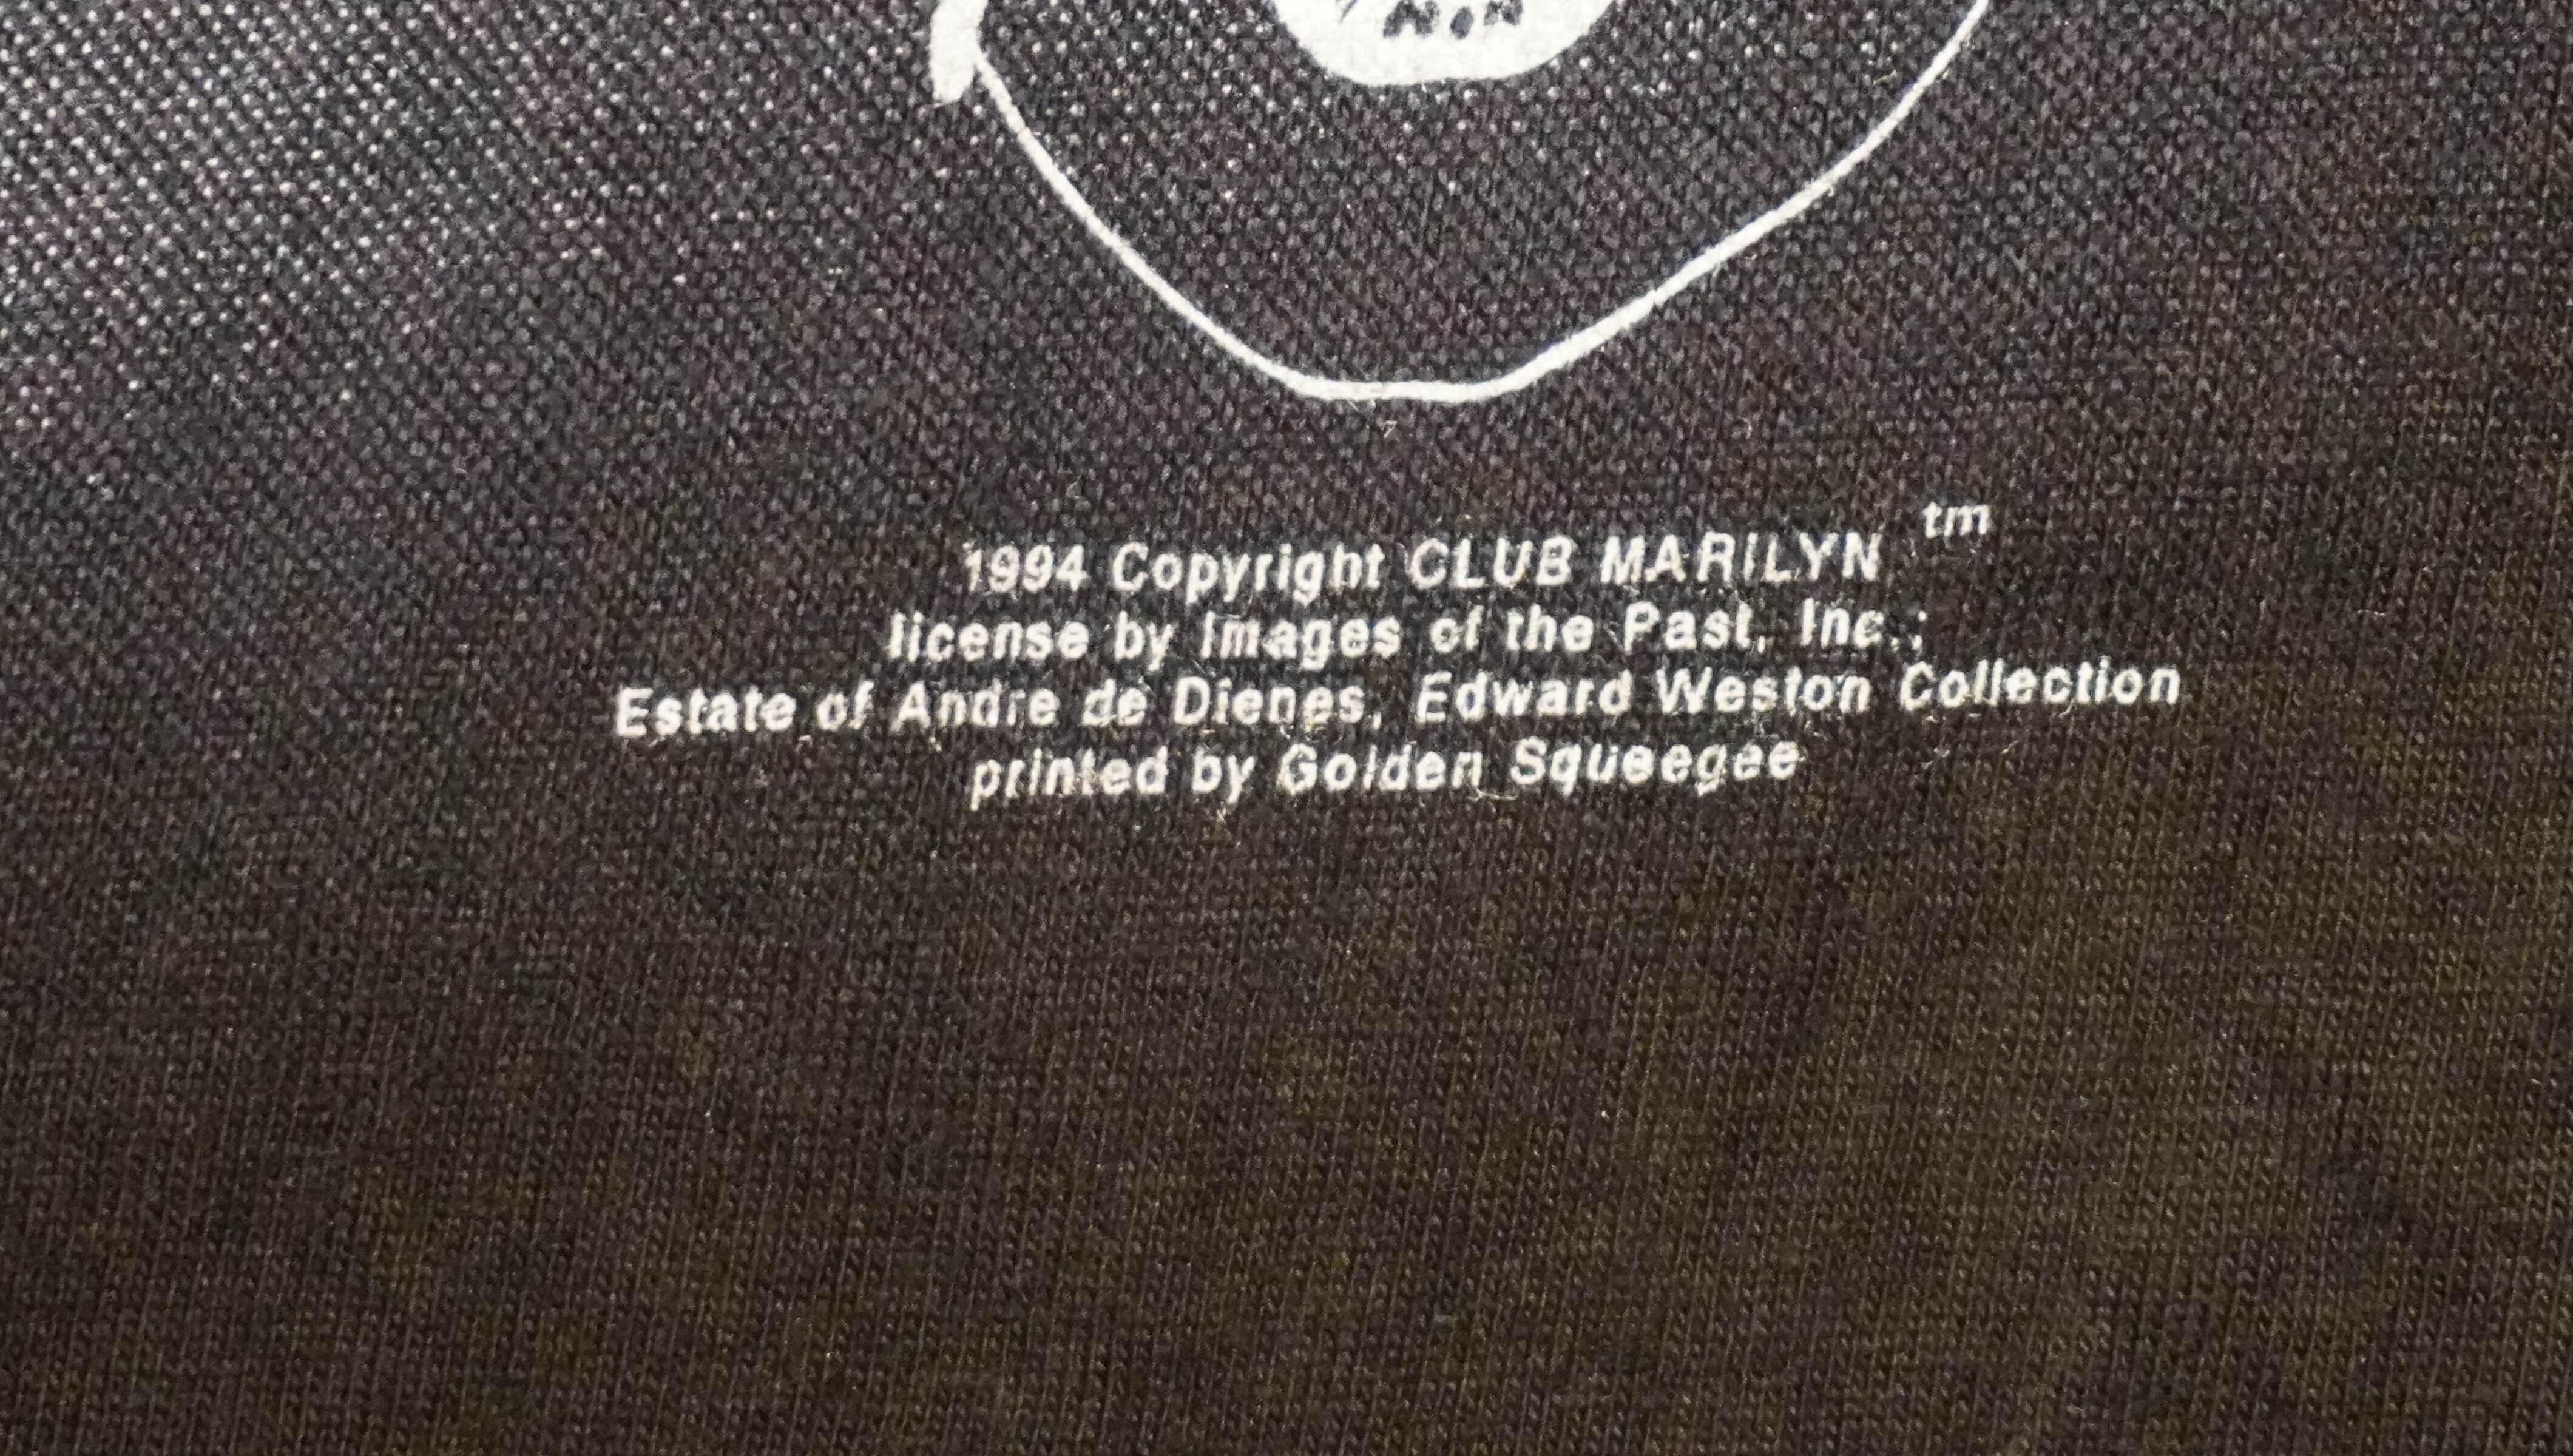 1994 Copyright CLUB MARILYN tm
license by Images of the Past, Inc.;
Estate of Andre de Dienes, Edward Weston Collection
printed by Golden Squeegee